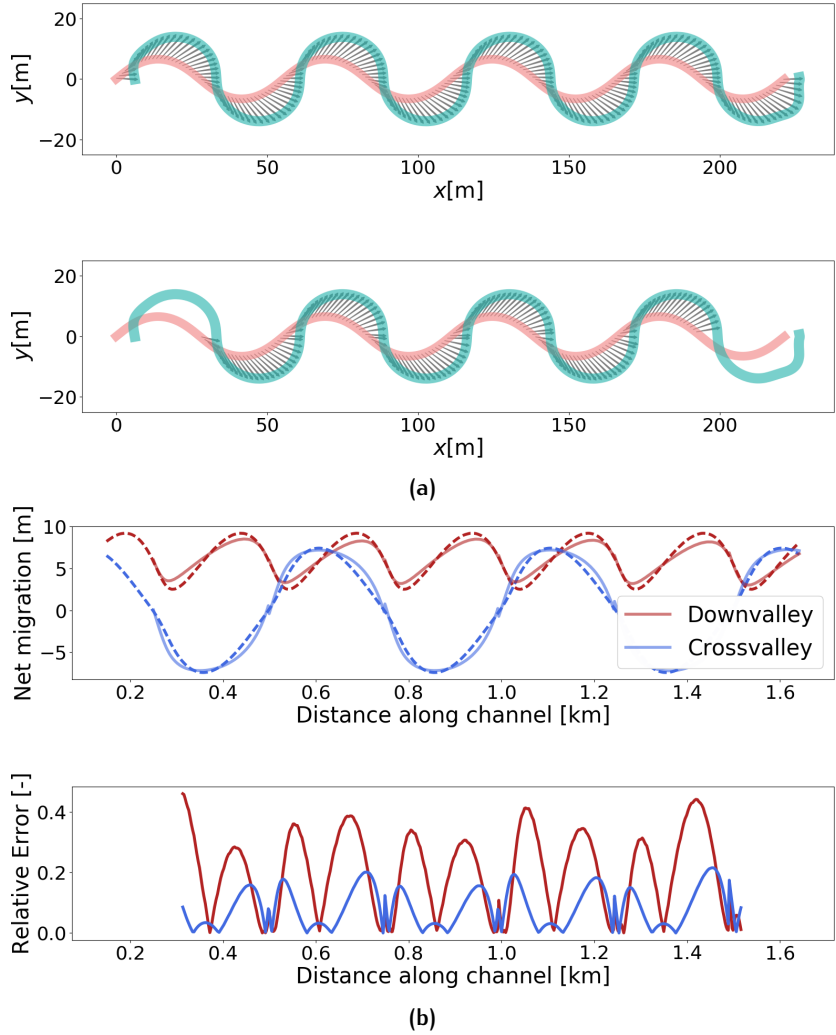 20
0
−20
y[m]
0 50 100 150 200
x[m]
20
0
−20
y[m]
0 50 100 150 200
x[m]
(a)
10
5
0
−5
Net migration [m]
Downvalley
Crossvalley
0.2 0.4 0.6 0.8 1.0 1.2 1.4 1.6
Distance along channel [km]
0.4
0.2
0.0
Relative Error [-]
0.2 0.4 0.6 0.8 1.0 1.2 1.4 1.6
Distance along channel [km]
(b)